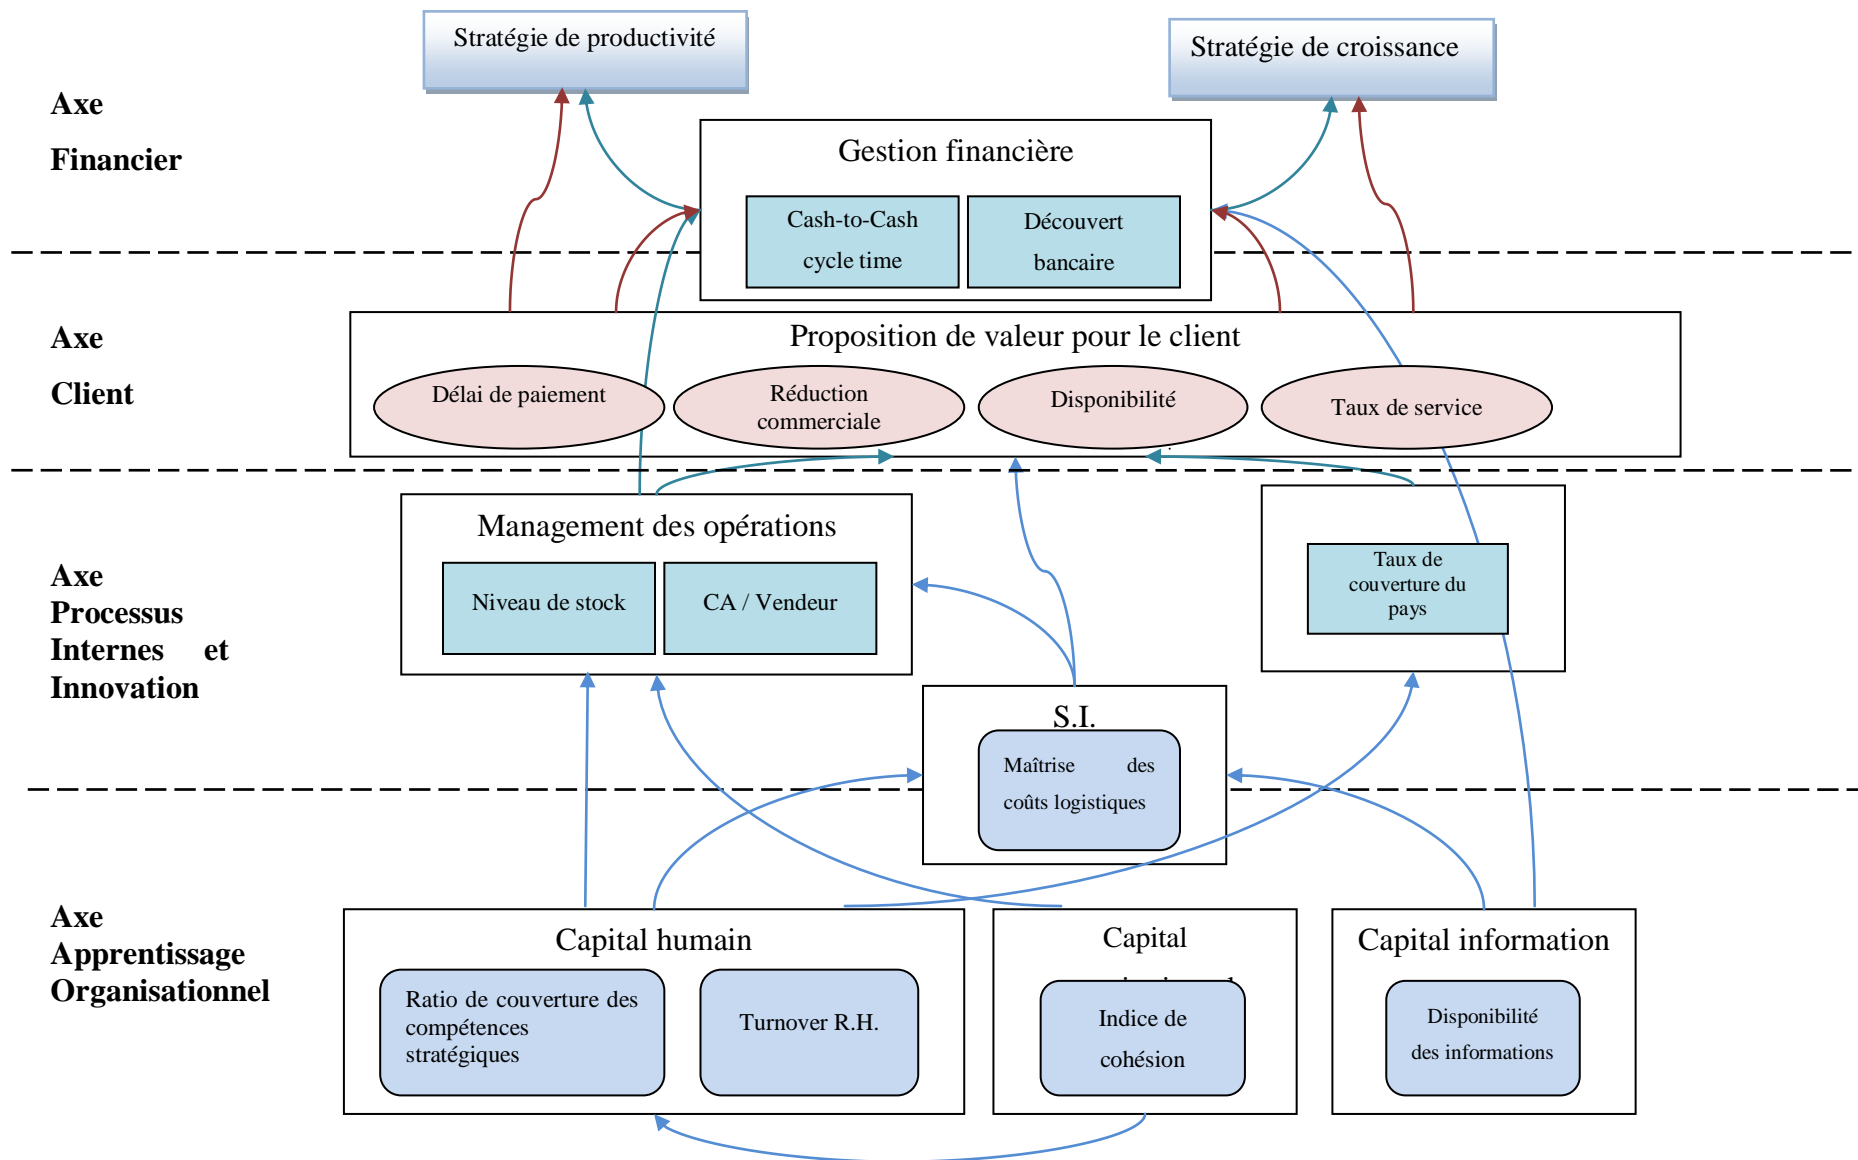 Stratégie de productivité
Stratégie de croissance
Axe
Financier
Gestion financière
Cash-to-Cash
cycle time
Découvert
bancaire
Axe
Client
Proposition de valeur pour le client
Délai de paiement
Réduction
commerciale
Disponibilité
Taux de service
Axe
Processus
Internes et
Innovation
Management des opérations
Niveau de stock
CA / Vendeur
Taux de
couverture du
pays
S.I.
Maîtrise des
coûts logistiques
Axe
Apprentissage
Organisationnel
Capital humain
Ratio de couverture des
compétences
stratégiques
Turnover R.H.
Capital
Indice de
cohésion
Capital information
Disponibilité
des informations